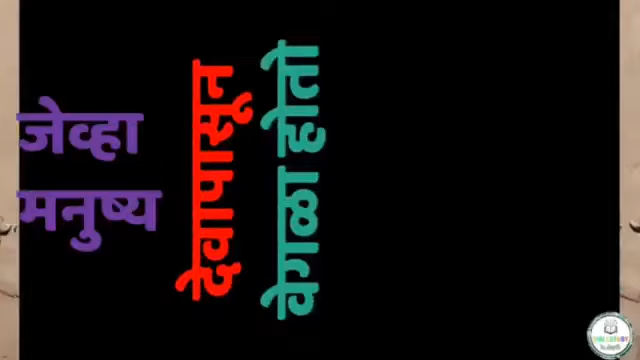 जेव्हा
मनुष्य
देवापासून
वेगळा होतो